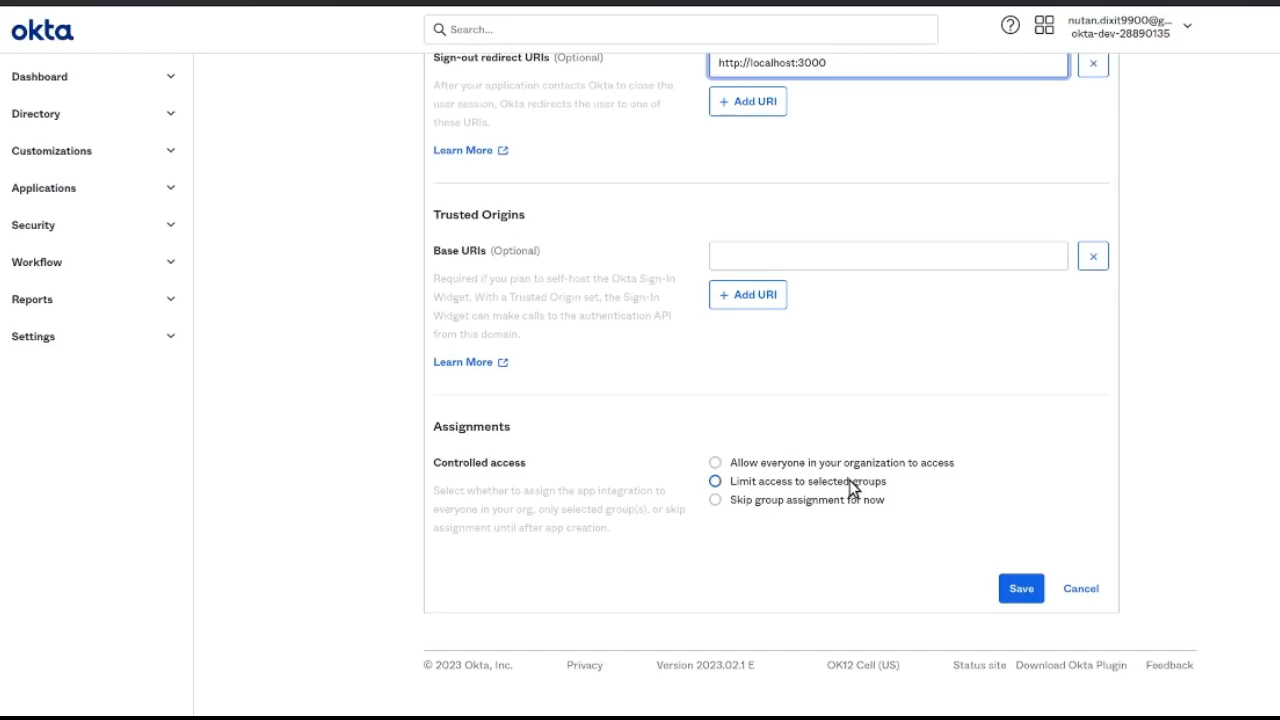 okta
Search...
nutan.dixit9900@g...
okta-dev-28890135
Dashboard
Directory
Customizations
Applications
Security
Workflow
Reports
Settings
Sign-out redirect URIs (Optional)
http://localhost:3000
After your application contacts Okta to close the
user session, Okta redirects the user to one of
these URIs.
+ Add URI
Learn More
Trusted Origins
Base URIs (Optional)
Required if you plan to self-host the Okta Sign-In
Widget. With a Trusted Origin set, the Sign-In
Widget can make calls to the authentication API
from this domain.
+ Add URI
Learn More
Assignments
Controlled access
Select whether to assign the app integration to
everyone in your org, only selected group(s), or skip
assignment until after app creation.
Allow everyone in your organization to access
Limit access to selected groups
Skip group assignment for now
Save
Cancel
© 2023 Okta, Inc.
Privacy
Version 2023.02.1 E
OK12 Cell (US)
Status site
Download Okta Plugin
Feedback